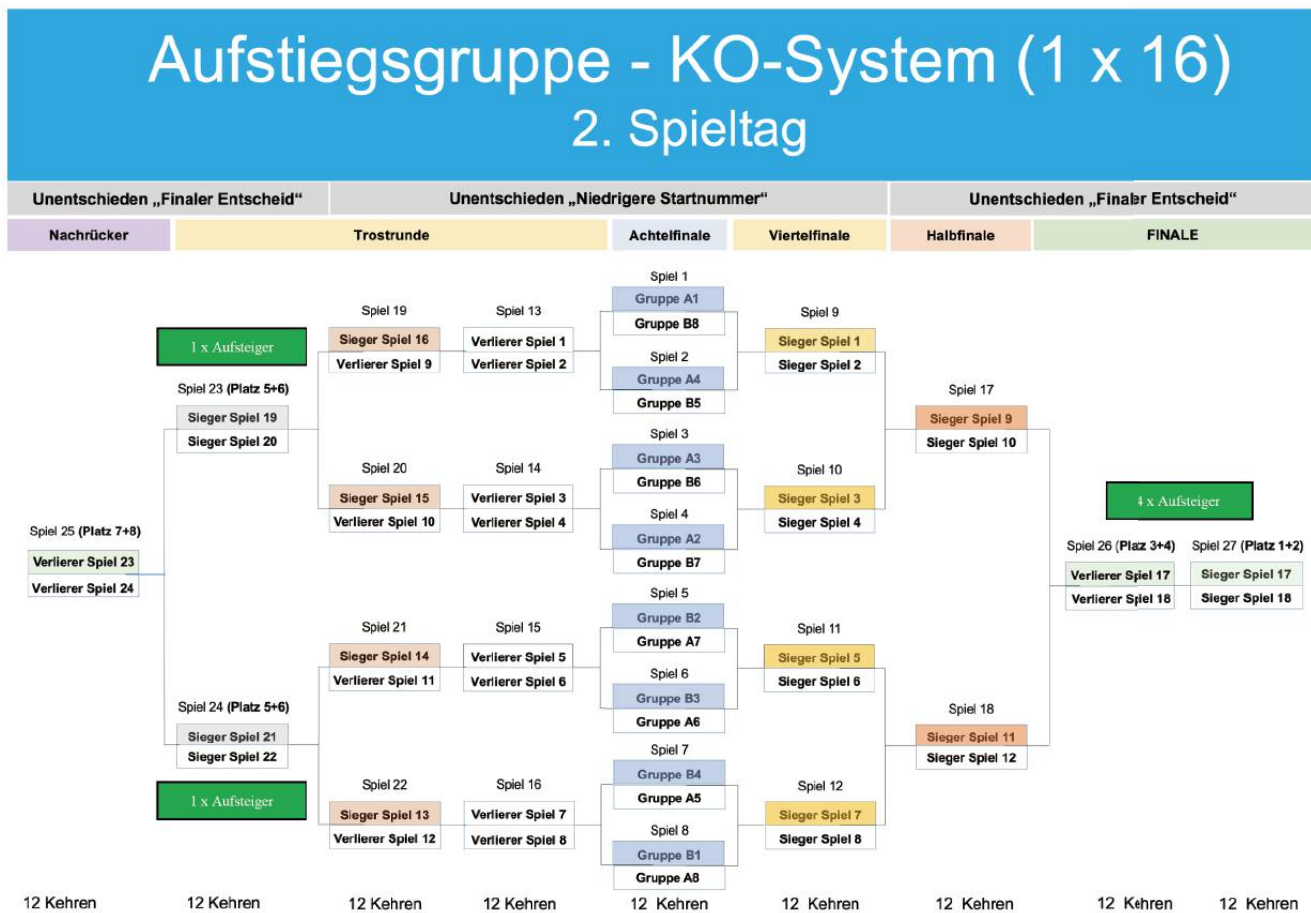 Aufstiegsgruppe - KO-System (1 x 16)
2. Spieltag
Unentschieden „Finaler Entscheid“
Unentschieden „Niedrigere Startnummer“
Unentschieden „Finaler Entscheid“
Nachrücker
Trostrunde
Achtelfinale
Viertelfinale
Halbfinale
FINALE
Spiel 25 (Platz 7+8)
Verlierer Spiel 23
Verlierer Spiel 24
1 x Aufsteiger
Spiel 23 (Platz 5+6)
Sieger Spiel 19
Sieger Spiel 20
Spiel 24 (Platz 5+6)
Sieger Spiel 21
Sieger Spiel 22
1 x Aufsteiger
Spiel 19
Sieger Spiel 16
Verlierer Spiel 9
Spiel 20
Sieger Spiel 15
Verlierer Spiel 10
Spiel 21
Sieger Spiel 14
Verlierer Spiel 11
Spiel 22
Sieger Spiel 13
Verlierer Spiel 12
Spiel 13
Verlierer Spiel 1
Verlierer Spiel 2
Spiel 14
Verlierer Spiel 3
Verlierer Spiel 4
Spiel 15
Verlierer Spiel 5
Verlierer Spiel 6
Spiel 16
Verlierer Spiel 7
Verlierer Spiel 8
Spiel 1
Gruppe A1
Gruppe B8
Spiel 2
Gruppe A4
Gruppe B5
Spiel 3
Gruppe A3
Gruppe B6
Spiel 4
Gruppe A2
Gruppe B7
Spiel 5
Gruppe B2
Gruppe A7
Spiel 6
Gruppe B3
Gruppe A6
Spiel 7
Gruppe B4
Gruppe A5
Spiel 8
Gruppe B1
Gruppe A8
Spiel 9
Sieger Spiel 1
Sieger Spiel 2
Spiel 10
Sieger Spiel 3
Sieger Spiel 4
Spiel 11
Sieger Spiel 5
Sieger Spiel 6
Spiel 12
Sieger Spiel 7
Sieger Spiel 8
Spiel 17
Sieger Spiel 9
Sieger Spiel 10
Spiel 18
Sieger Spiel 11
Sieger Spiel 12
4 x Aufsteiger
Spiel 26 (Platz 3+4)
Verlierer Spiel 17
Verlierer Spiel 18
Spiel 27 (Platz 1+2)
Sieger Spiel 17
Sieger Spiel 18
12 Kehren
12 Kehren
12 Kehren
12 Kehren
12 Kehren
12 Kehren
12 Kehren
12 Kehren
12 Kehren